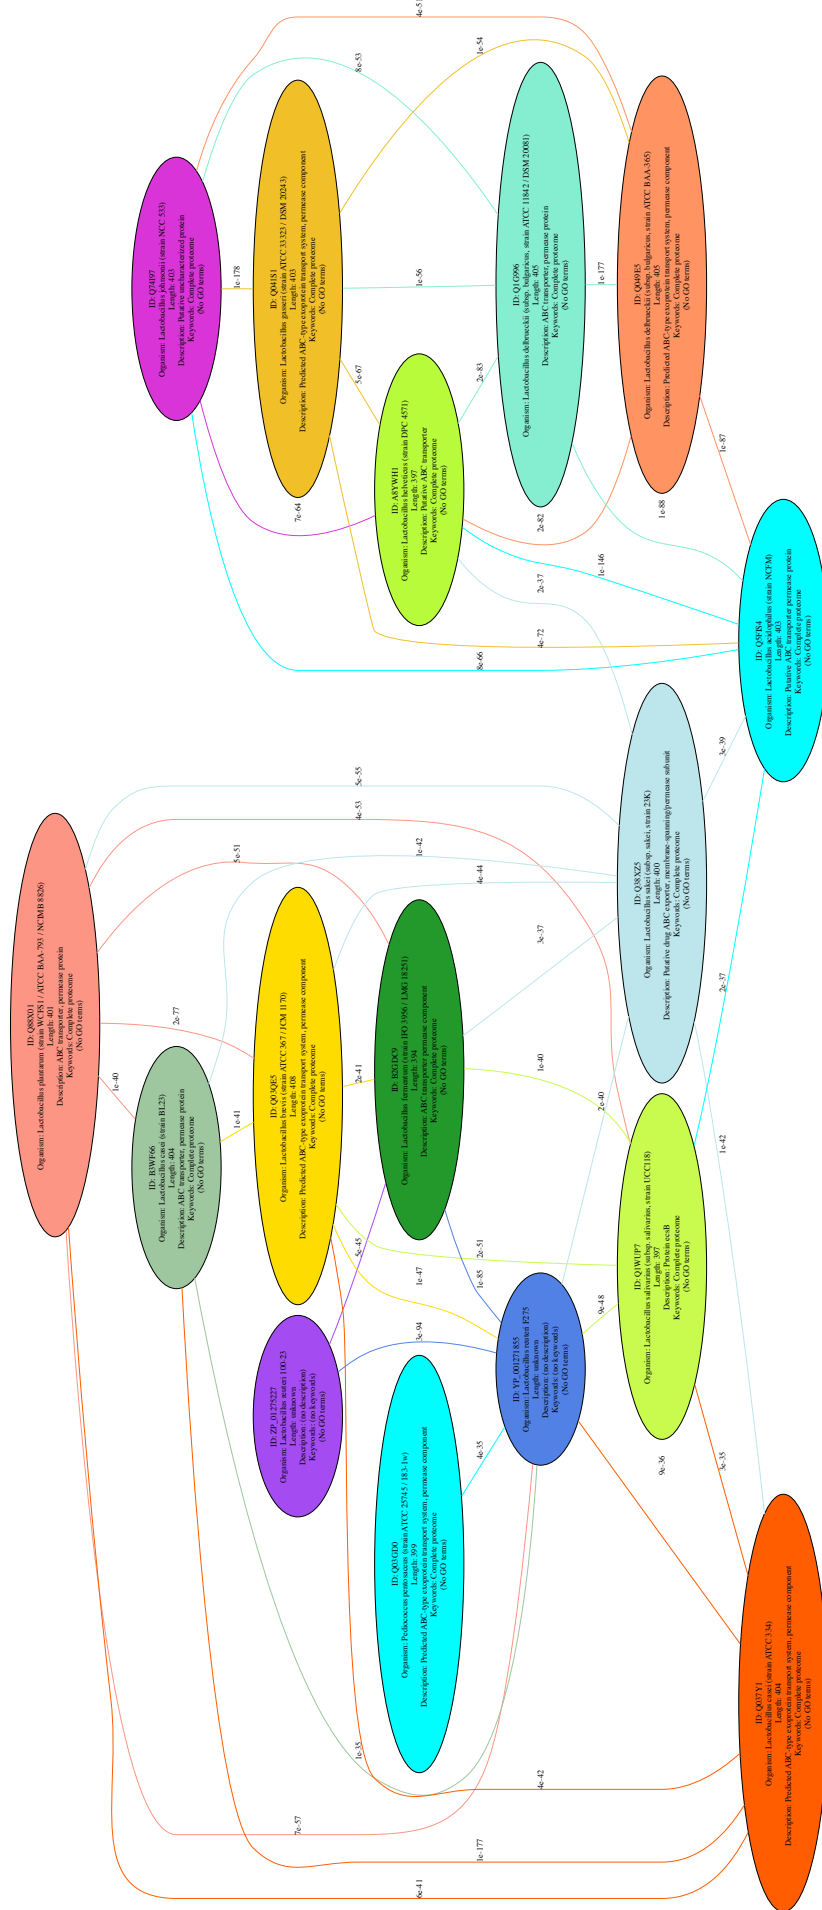 ID: Q88X01
Organism: Lactobacillus plantarum (strain WCFS1 / ATCC BAA-793 / NCIMB 8826)
Length: 401
Description: ABC transporter, permease protein
Keywords: Complete proteome
(No GO terms)
ID: B3WF66
Organism: Lactobacillus casei (strain BL23)
Length: 404
Description: ABC transporter, permease protein
Keywords: Complete proteome
(No GO terms)
ID: Q74J97
Organism: Lactobacillus johnsonii (strain NCC 533)
Length: 403
Description: Putative uncharacterized protein
Keywords: Complete proteome
(No GO terms)
ID: ZP_01275227
Organism: Lactobacillus reuteri 100-23
Length: unknown
Description: (no description)
Keywords: (no keywords)
(No GO terms)
ID: Q03QE5
Organism: Lactobacillus brevis (strain ATCC 367 / JCM 1170)
Length: 408
Description: Predicted ABC-type exoprotein transport system, permease component
Keywords: Complete proteome
(No GO terms)
ID: Q041S1
Organism: Lactobacillus gasseri (strain ATCC 33323 / DSM 20243)
Length: 403
Description: Predicted ABC-type exoprotein transport system, permease component
Keywords: Complete proteome
(No GO terms)
ID: Q03GD0
Organism: Pediococcus pentosaceus (strain ATCC 25745 / 183-1w)
Length: 399
Description: Predicted ABC-type exoprotein transport system, permease component
Keywords: Complete proteome
(No GO terms)
ID: B2GDC9
Organism: Lactobacillus fermentum (strain IFO 3956 / LMG 18251)
Length: 394
Description: ABC transporter permease component
Keywords: Complete proteome
(No GO terms)
ID: A8YWH1
Organism: Lactobacillus helveticus (strain DPC 4571)
Length: 397
Description: Putative ABC transporter
Keywords: Complete proteome
(No GO terms)
ID: YP_001271855
Organism: Lactobacillus reuteri F275
Length: unknown
Description: (no description)
Keywords: (no keywords)
(No GO terms)
ID: Q1G996
Organism: Lactobacillus delbrueckii (subsp. bulgaricus, strain ATCC 11842 / DSM 20081)
Length: 405
Description: ABC transporter, permease protein
Keywords: Complete proteome
(No GO terms)
ID: Q1WUP7
Organism: Lactobacillus salivarius (subsp. salivarius, strain UCC118)
Length: 397
Description: Protein ecsB
Keywords: Complete proteome
(No GO terms)
ID: Q38XZ5
Organism: Lactobacillus sakei (subsp. sakei, strain 23K)
Length: 400
Description: Putative drug ABC exporter, membrane-spanning/permease subunit
Keywords: Complete proteome
(No GO terms)
ID: Q049E5
Organism: Lactobacillus delbrueckii (subsp. bulgaricus, strain ATCC BAA-365)
Length: 405
Description: Predicted ABC-type exoprotein transport system, permease component
Keywords: Complete proteome
(No GO terms)
ID: Q037Y1
Organism: Lactobacillus casei (strain ATCC 334)
Length: 404
Description: Predicted ABC-type exoprotein transport system, permease component
Keywords: Complete proteome
(No GO terms)
ID: Q5FIS4
Organism: Lactobacillus acidophilus (strain NCFM)
Length: 403
Description: Putative ABC transporter permease protein
Keywords: Complete proteome
(No GO terms)
1e-40
2e-77
5e-51
4e-53
5e-55
7e-57
6e-41
1e-41
1e-42
1e-35
1e-177
1e-178
7e-64
8e-53
4e-51
8e-66
3e-94
5e-45
2e-41
4e-44
1e-47
2e-51
4e-42
5e-67
1e-56
1e-54
4e-72
4e-35
1e-85
1e-40
3e-37
2e-83
2e-82
2e-37
1e-146
9e-48
2e-40
9e-36
1e-177
1e-88
3e-35
2e-37
1e-42
3e-39
1e-87